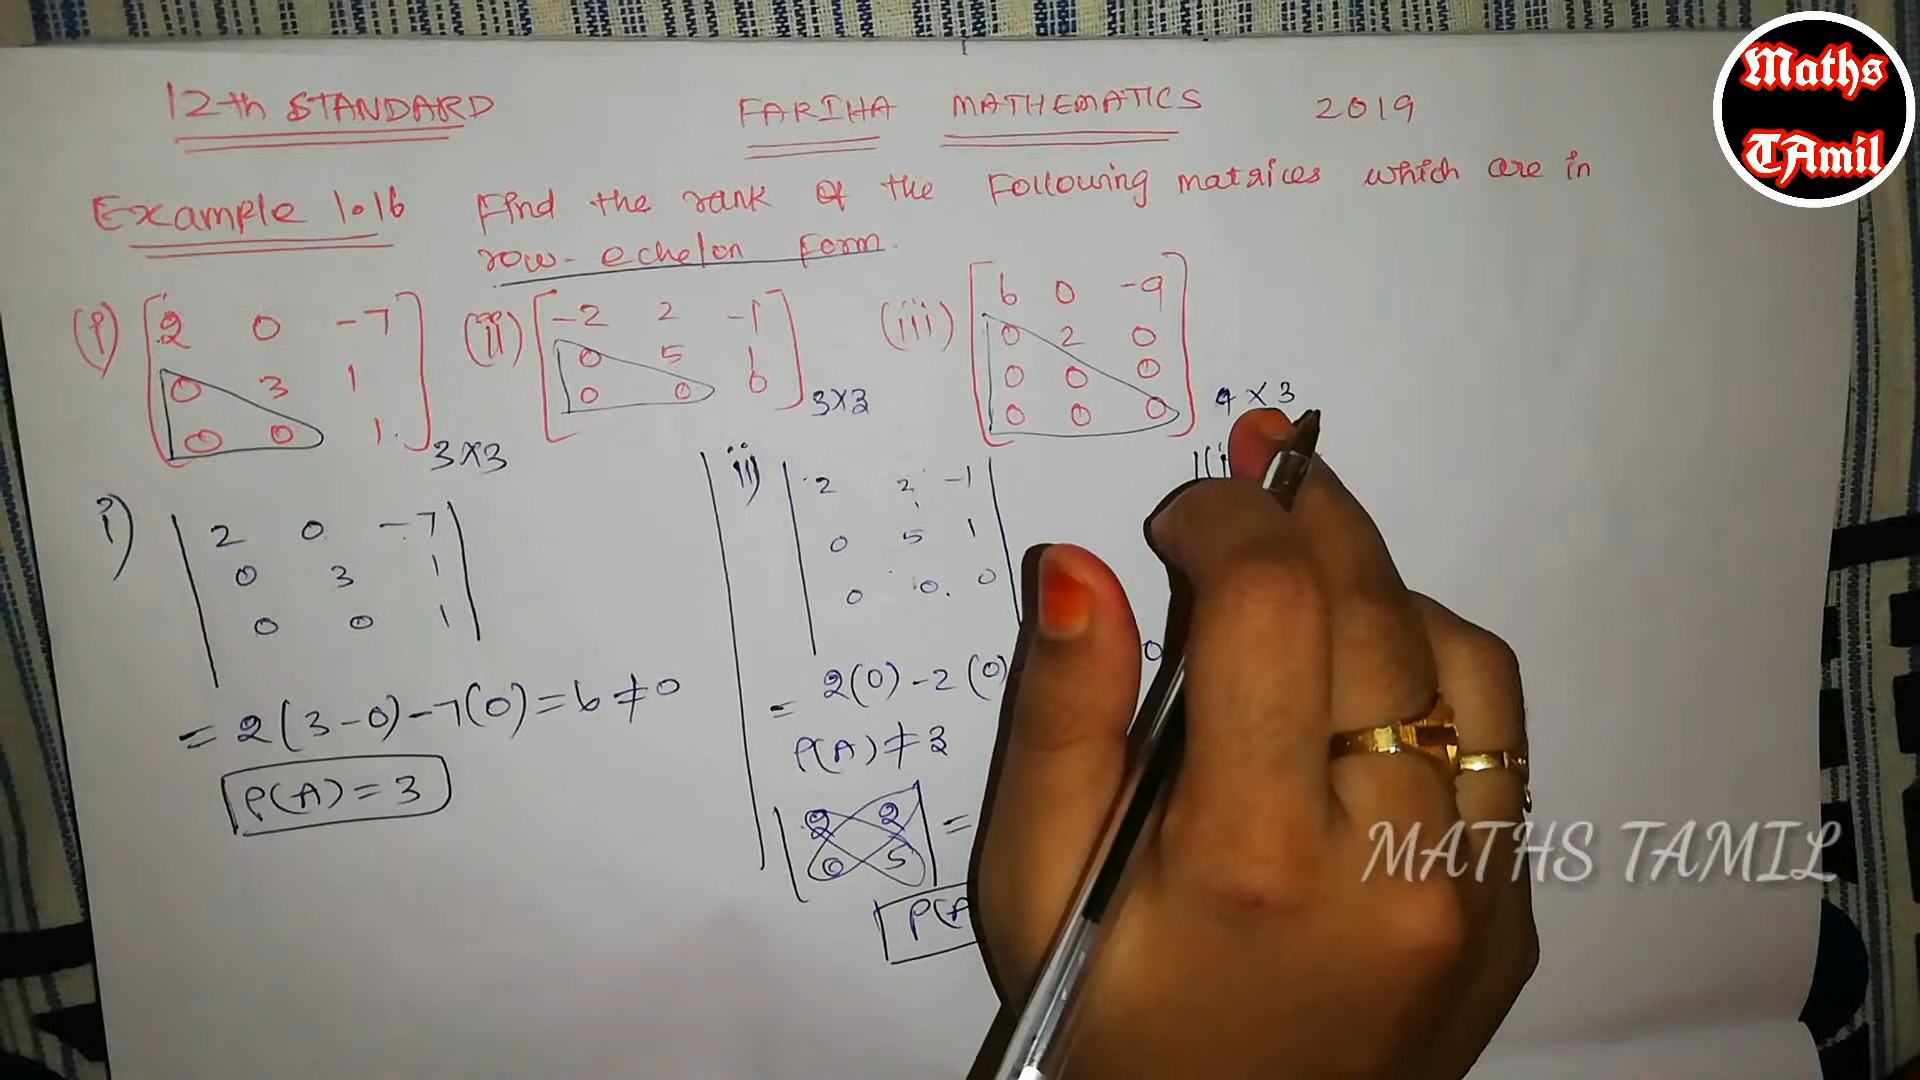 Maths
TAmil
12th STANDARD FARIHA MATHEMATICS 2019
Example 1.16 Find the rank of the Following matrices which are in
row-echelon form.
(i) [2 0 -7 (ii) [-2 2 -1 (iii) [6 0 -9
0 3 1 0 5 1 0 2 0
0 0 1.] 3×3 0 0 6] 3×3 0 0 0
0 0 0] 4×3
i) | 2 0 -7 |
0 3 1
0 0 1
= 2(3-0)-7(0)=6≠0
P(A)=3
ii) | 2 2 -1 |
0 5 1
0 0 0
= 2(0)-2(0) 0
P(A)≠3
| 2 2 | =
0 5
P(A
MATHS TAMIL